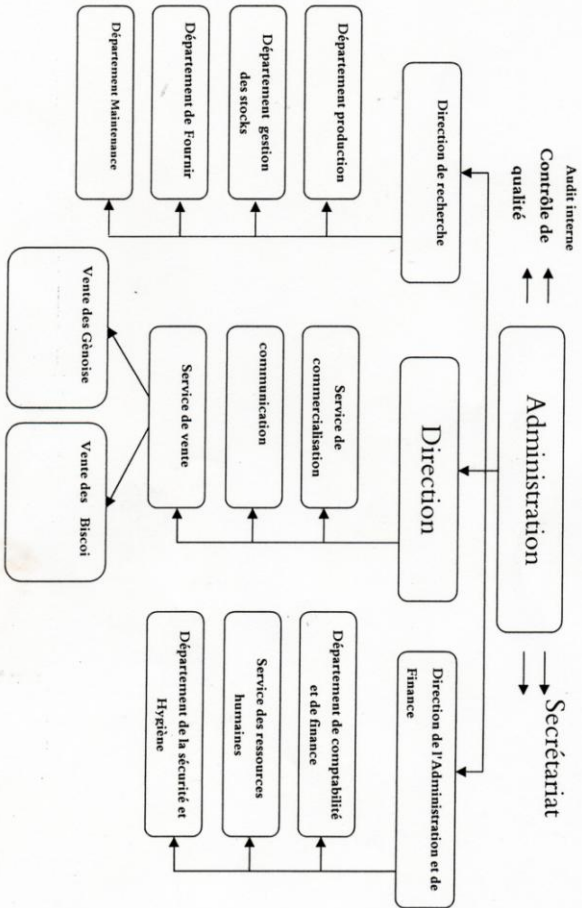 Audit interne
Contrôle de
qualité
Administration
Secrétariat
Direction de recherche
Département production
Département gestion
des stocks
Département de Fournir
Département Maintenance
Direction
Service de
commercialisation
communication
Service de vente
Vente des Gènoise
Vente des Biscoi
Direction de l'Administration et de
Finance
Département de comptabilité
et de finance
Service des ressources
humaines
Département de la sécurité et
Hygiène